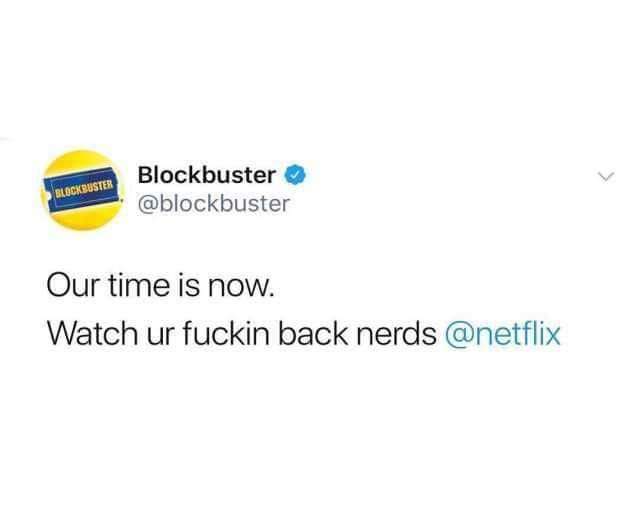 BLOCKBUSTER
Blockbuster
@blockbuster
Our time is now.
Watch ur fuckin back nerds @netflix